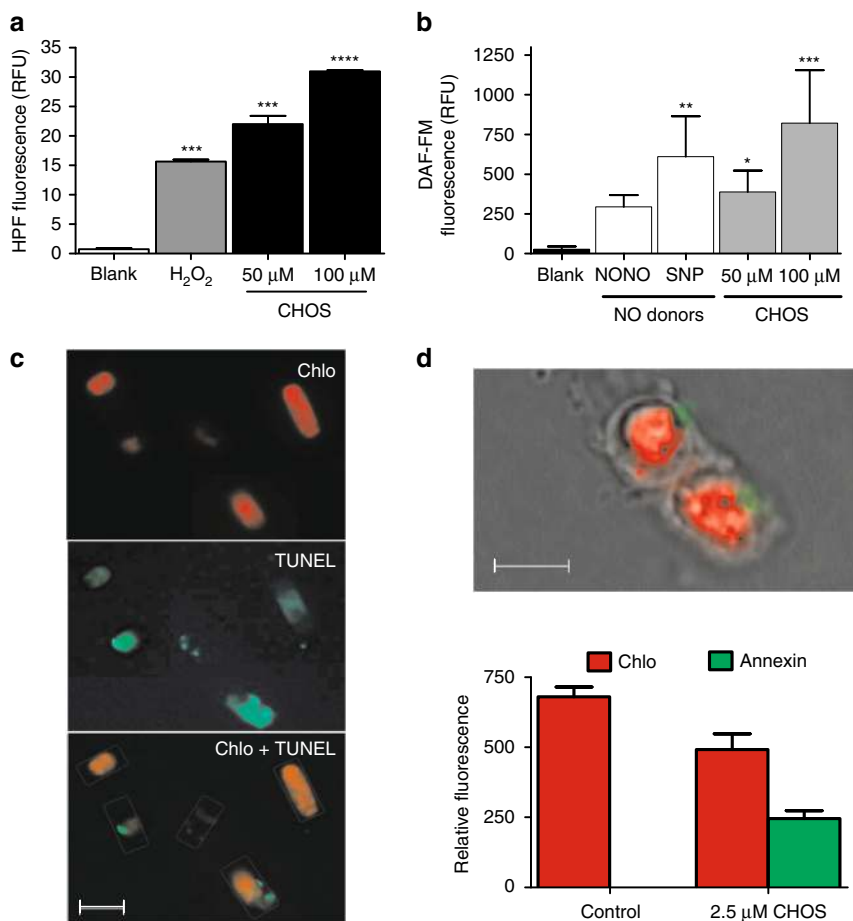 a
HPF fluorescence (RFU)
40
35
30
25
20
15
10
5
0
***
***
****
Blank
H₂O₂
50 μM
100 μM
CHOS
b
DAF-FM
fluorescence (RFU)
1250
1000
750
500
250
0
**
*
***
Blank
NONO
SNP
50 μM
100 μM
NO donors
CHOS
c
Chlo
TUNEL
Chlo + TUNEL
d
Chlo
Annexin
Relative fluorescence
750
500
250
0
Control
2.5 μM CHOS